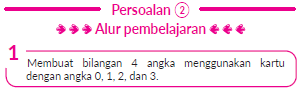 Persoalan ②
Alur pembelajaran
1
Membuat bilangan 4 angka menggunakan kartu
dengan angka 0, 1, 2, dan 3.